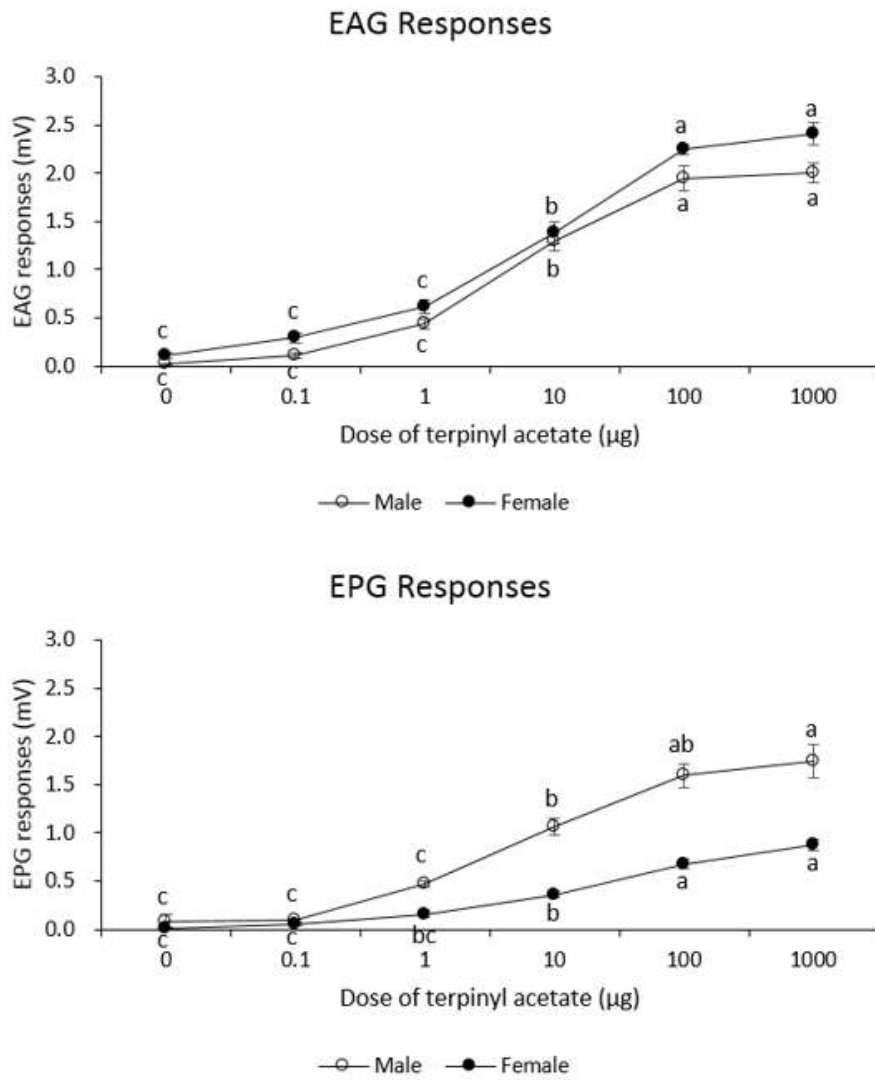 EAG Responses
3.0
2.5
2.0
1.5
1.0
0.5
0.0
EAG responses (mV)
c c c b a a
c c c b a a
0 0.1 1 10 100 1000
Dose of terpinyl acetate (µg)
Male Female
EPG Responses
3.0
2.5
2.0
1.5
1.0
0.5
0.0
EPG responses (mV)
c c c b ab a
c c bc b a a
0 0.1 1 10 100 1000
Dose of terpinyl acetate (µg)
Male Female